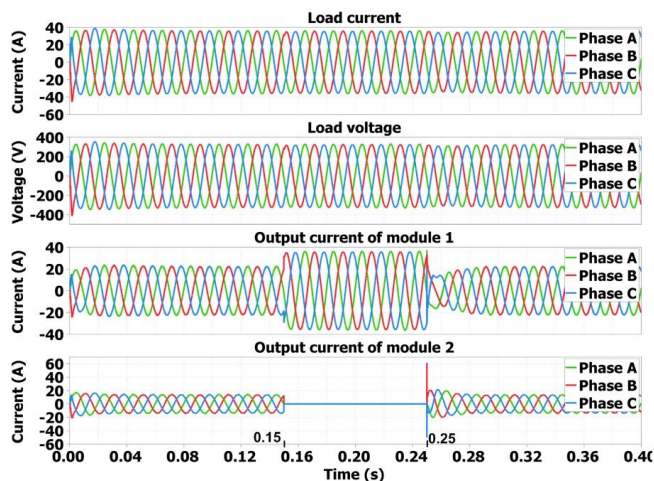 Load current
Current (A)
40
20
0
-20
-40
-60
Phase A
Phase B
Phase C
Load voltage
Voltage (V)
400
200
0
-200
-400
Phase A
Phase B
Phase C
Output current of module 1
Current (A)
40
20
0
-20
-40
Phase A
Phase B
Phase C
Output current of module 2
Current (A)
60
40
20
0
-20
-40
-60
Phase A
Phase B
Phase C
0.15
0.25
0.00 0.04 0.08 0.12 0.16 0.20 0.24 0.28 0.32 0.36 0.40
Time (s)